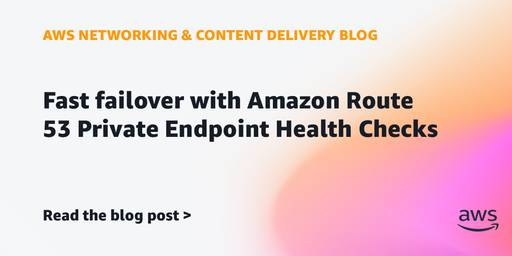 AWS NETWORKING & CONTENT DELIVERY BLOG
Fast failover with Amazon Route
53 Private Endpoint Health Checks
Read the blog post >
aws